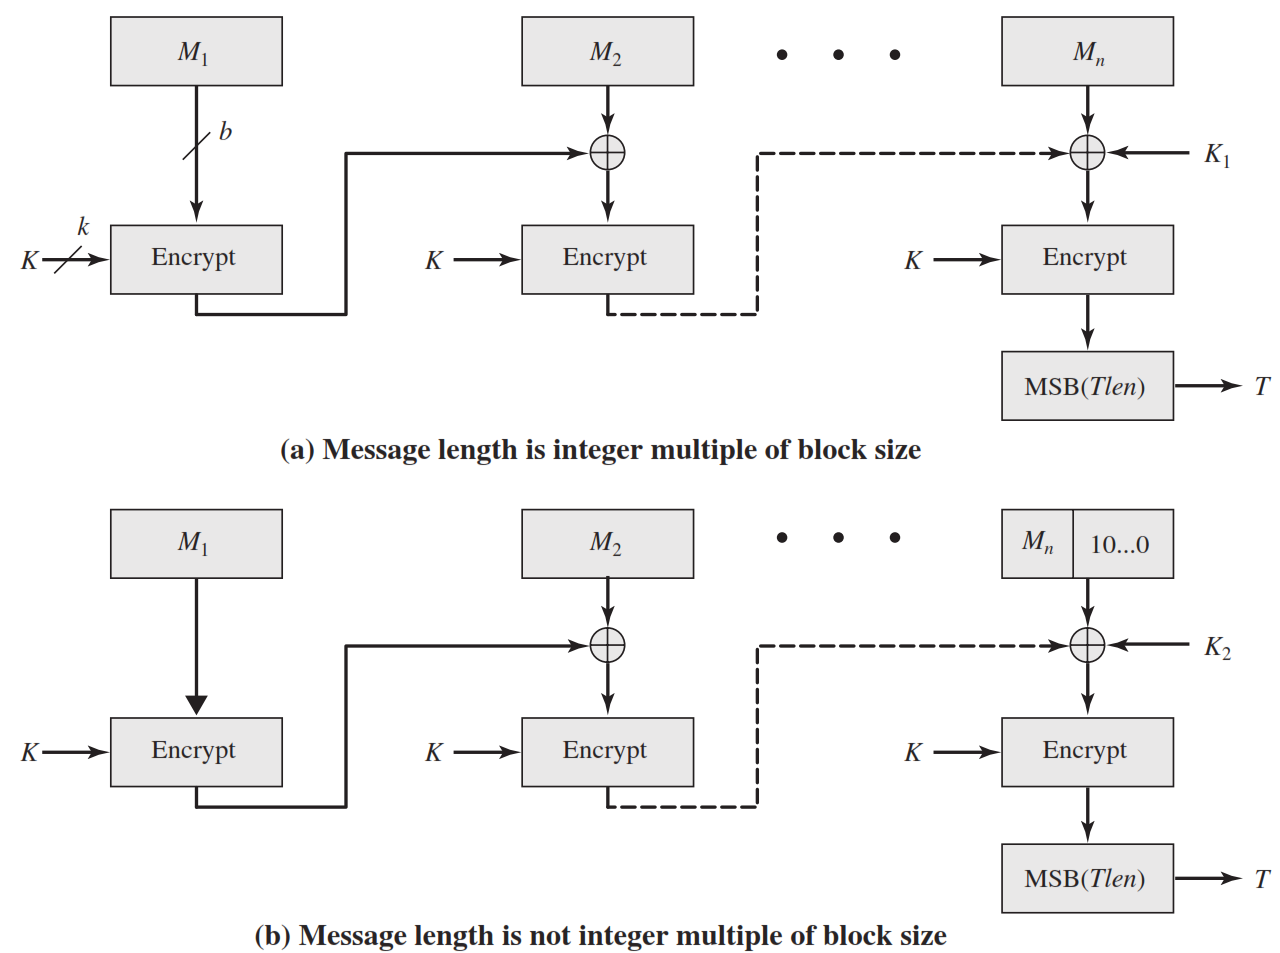 M1 M2 Mn
b
K1
k
K Encrypt K Encrypt K Encrypt
MSB(Tlen) T
(a) Message length is integer multiple of block size
M1 M2 Mn 10...0
K2
K Encrypt K Encrypt K Encrypt
MSB(Tlen) T
(b) Message length is not integer multiple of block size